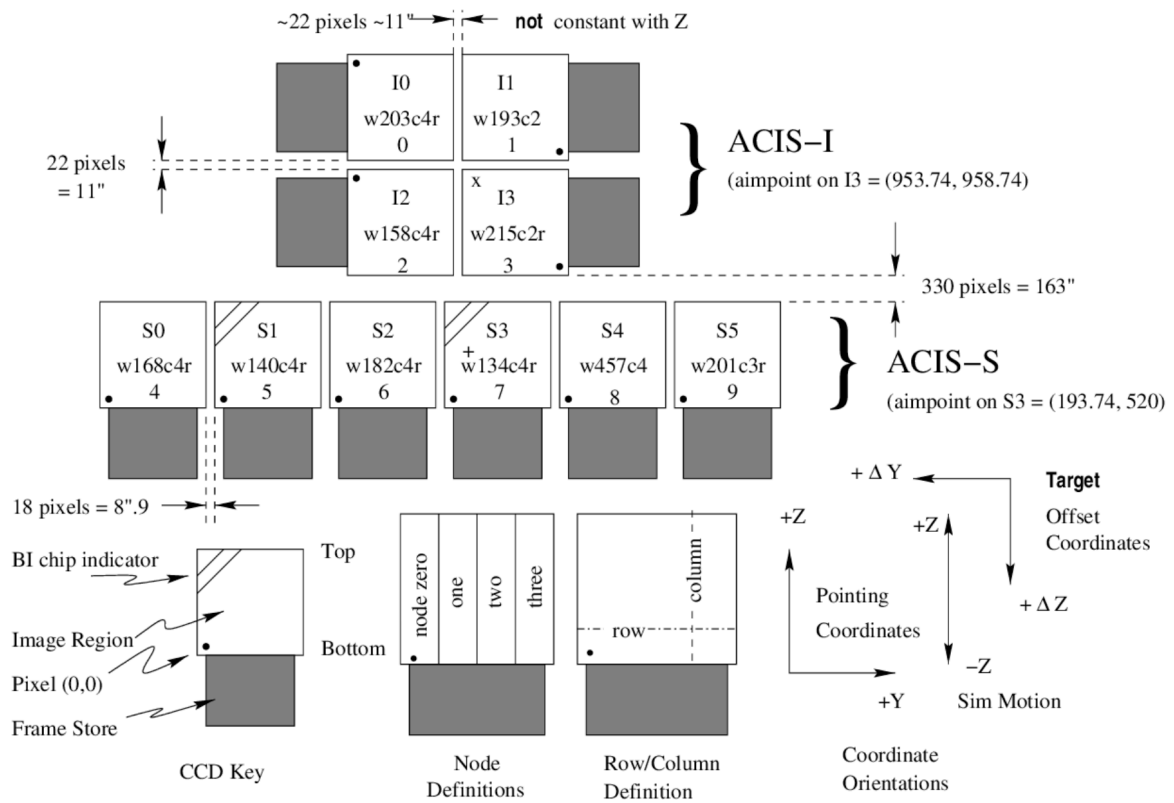 ~22 pixels ~11"
not constant with Z
I0
w203c4r
0
I1
w193c2
1
22 pixels
= 11"
I2
w158c4r
2
x
I3
w215c2r
3
ACIS−I
(aimpoint on I3 = (953.74, 958.74)
330 pixels = 163"
S0
w168c4r
4
S1
w140c4r
5
S2
w182c4r
6
S3
+
w134c4r
7
S4
w457c4
8
S5
w201c3r
9
ACIS−S
(aimpoint on S3 = (193.74, 520)
18 pixels = 8".9
BI chip indicator
Image Region
Pixel (0,0)
Frame Store
Top
Bottom
CCD Key
node zero
one
two
three
Node
Definitions
row
column
Row/Column
Definition
+Z
Pointing
Coordinates
+Y
+ Δ Y
+Z
−Z
Sim Motion
Target
Offset
Coordinates
+ Δ Z
Coordinate
Orientations